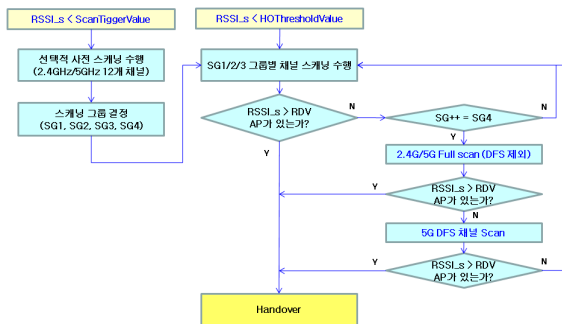 RSSI_s < ScanTiggerValue
RSSI_s < HOThresholdValue
선택적 사전 스캐닝 수행
(2.4GHz/5GHz 12개 채널)
SG1/2/3 그룹별 채널 스캐닝 수행
스캐닝 그룹 결정
(SG1, SG2, SG3, SG4)
RSSI_s > RDV
AP가 있는가?
N
Y
SG++ = SG4
N
Y
2.4G/5G Full scan (DFS 제외)
RSSI_s > RDV
AP가 있는가?
Y
N
5G DFS 채널 Scan
RSSI_s > RDV
AP가 있는가?
Y
N
Handover